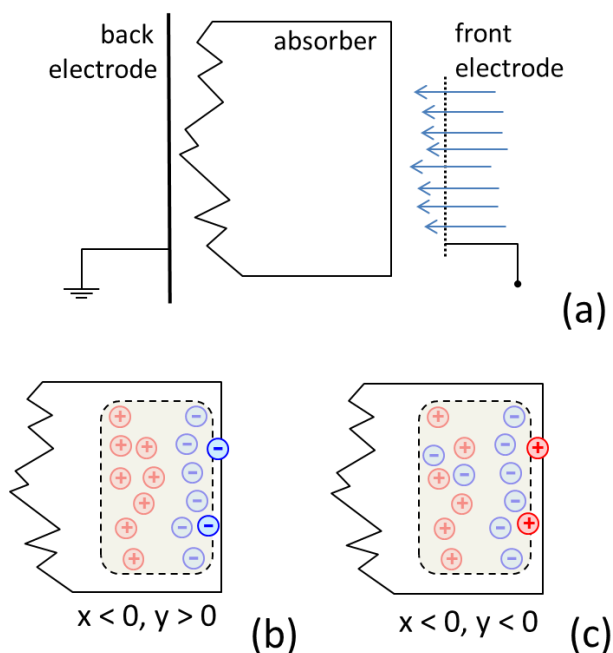 back
electrode
absorber
front
electrode
(a)
x < 0, y > 0
(b)
x < 0, y < 0
(c)